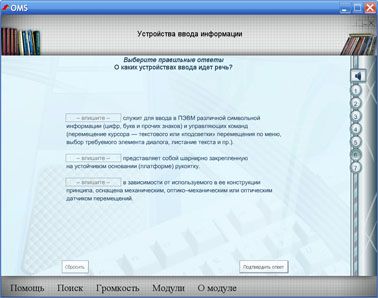 OMS
Устройства ввода информации
Выберите правильные ответы
О каких устройствах ввода идет речь?
– впишите – служит для ввода в ПЭВМ различной символьной
информации (цифр, букв и прочих знаков) и управляющих команд
(перемещение курсора — текстового или «подсветки» перемещения по меню,
выбор требуемого элемента диалога, листание текста и пр.).
– впишите – представляет собой шарнирно закрепленную
на устойчивом основании (платформе) рукоятку.
– впишите – в зависимости от используемого в ее конструкции
принципа, оснащена механическим, оптико-механическим или оптическим
датчиком перемещений.
1
2
3
4
5
6
7
Сбросить Подтвердить ответ
Помощь Поиск Громкость Модули О модуле